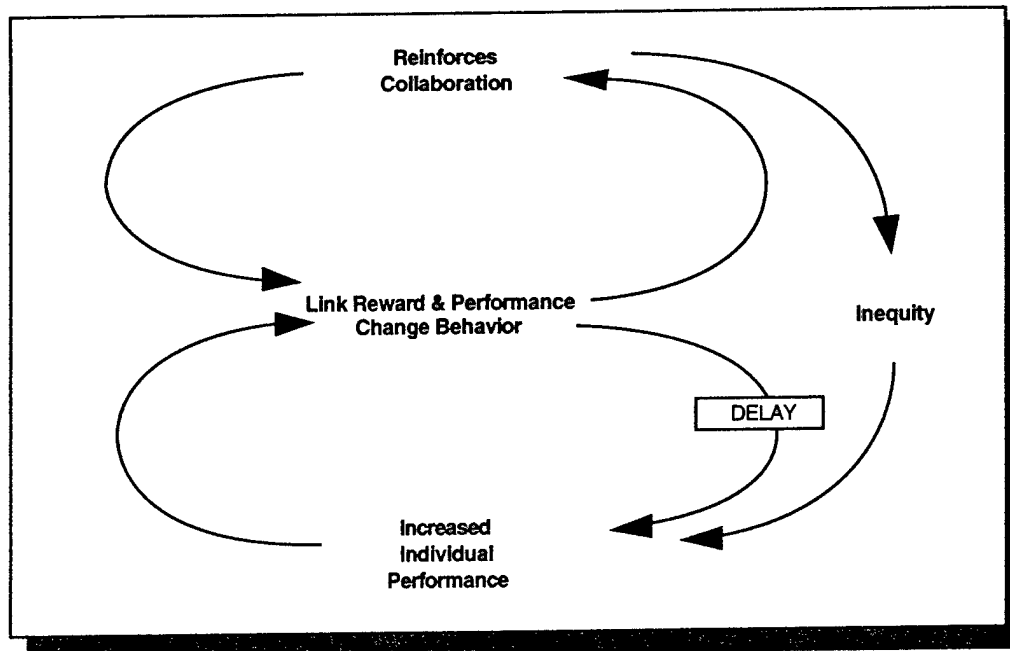 Reinforces
Collaboration
Link Reward & Performance
Change Behavior
Inequity
DELAY
Increased
Individual
Performance